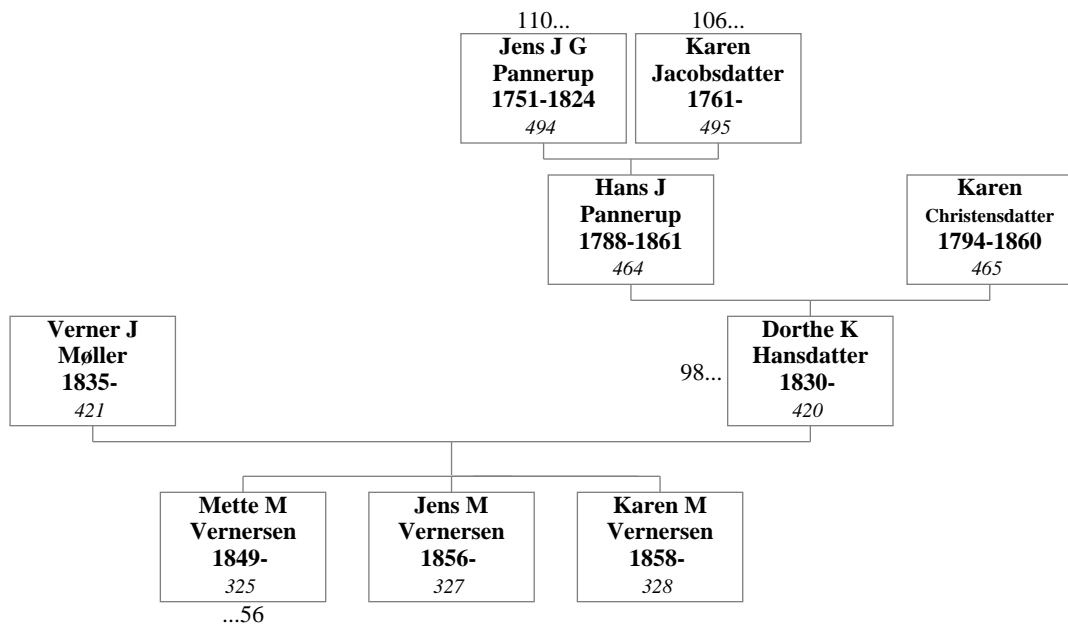 110...
Jens J G
Pannerup
1751-1824
494
106...
Karen
Jacobsdatter
1761-
495
Hans J
Pannerup
1788-1861
464
Karen
Christensdatter
1794-1860
465
Verner J
Møller
1835-
421
98...
Dorthe K
Hansdatter
1830-
420
Mette M
Vernersen
1849-
325
...56
Jens M
Vernersen
1856-
327
Karen M
Vernersen
1858-
328